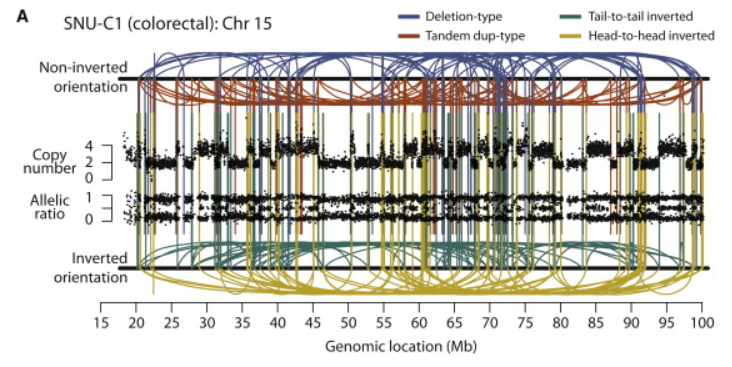 A
SNU-C1 (colorectal): Chr 15
Deletion-type
Tandem dup-type
Tail-to-tail inverted
Head-to-head inverted
Non-inverted
orientation
Copy
number
4
2
0
Allelic
ratio
1
0
Inverted
orientation
15 20 25 30 35 40 45 50 55 60 65 70 75 80 85 90 95 100
Genomic location (Mb)